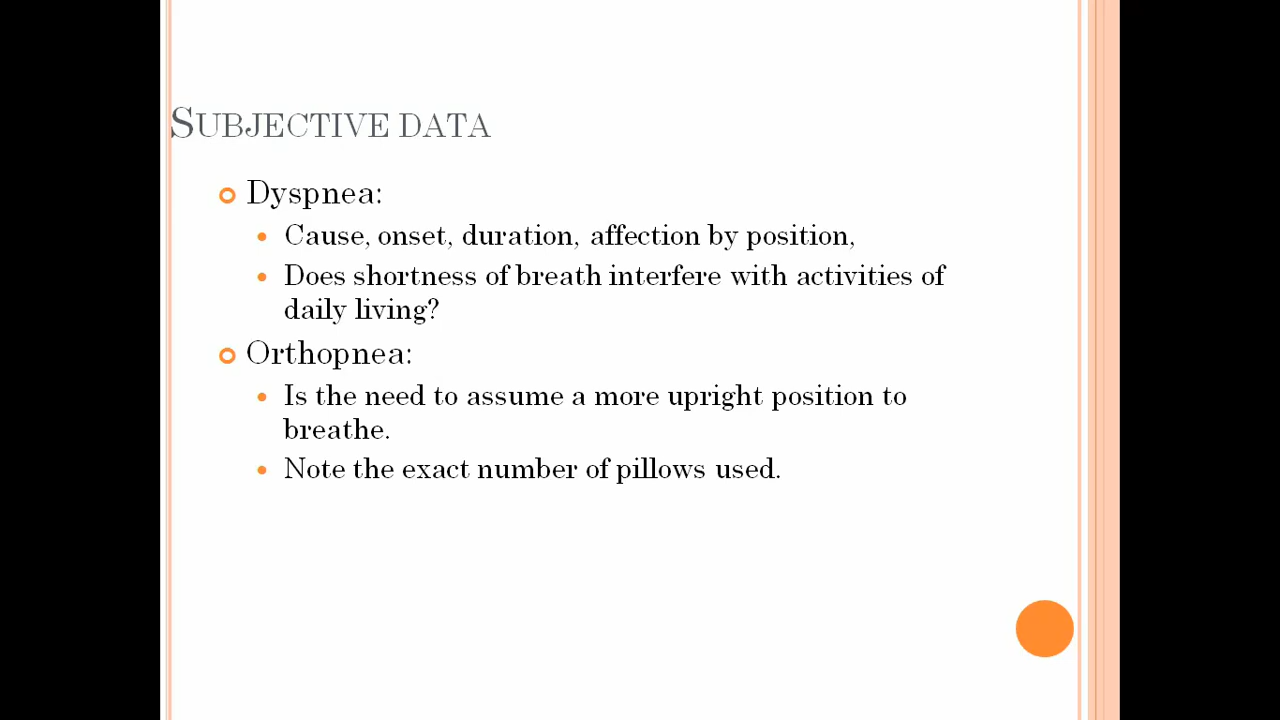 SUBJECTIVE DATA
Dyspnea:
Cause, onset, duration, affection by position,
Does shortness of breath interfere with activities of
daily living?
Orthopnea:
Is the need to assume a more upright position to
breathe.
Note the exact number of pillows used.